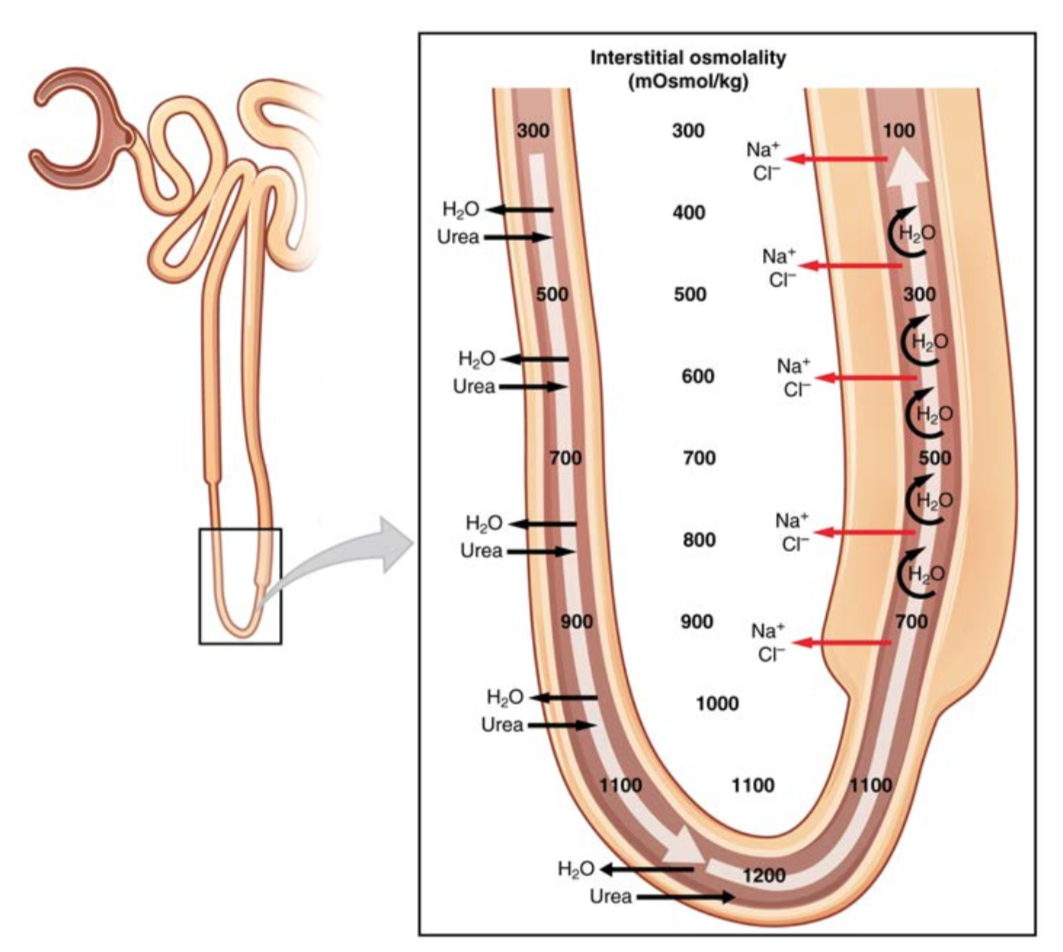 Interstitial osmolality
(mOsmol/kg)
300
300
100
Na⁺
Cl⁻
H₂O
Urea
400
H₂O
Na⁺
Cl⁻
500
500
300
H₂O
H₂O
Urea
600
Na⁺
Cl⁻
H₂O
700
700
500
H₂O
H₂O
Urea
800
Na⁺
Cl⁻
H₂O
900
900
700
Na⁺
Cl⁻
H₂O
Urea
1000
1100
1100
1100
H₂O
Urea
1200